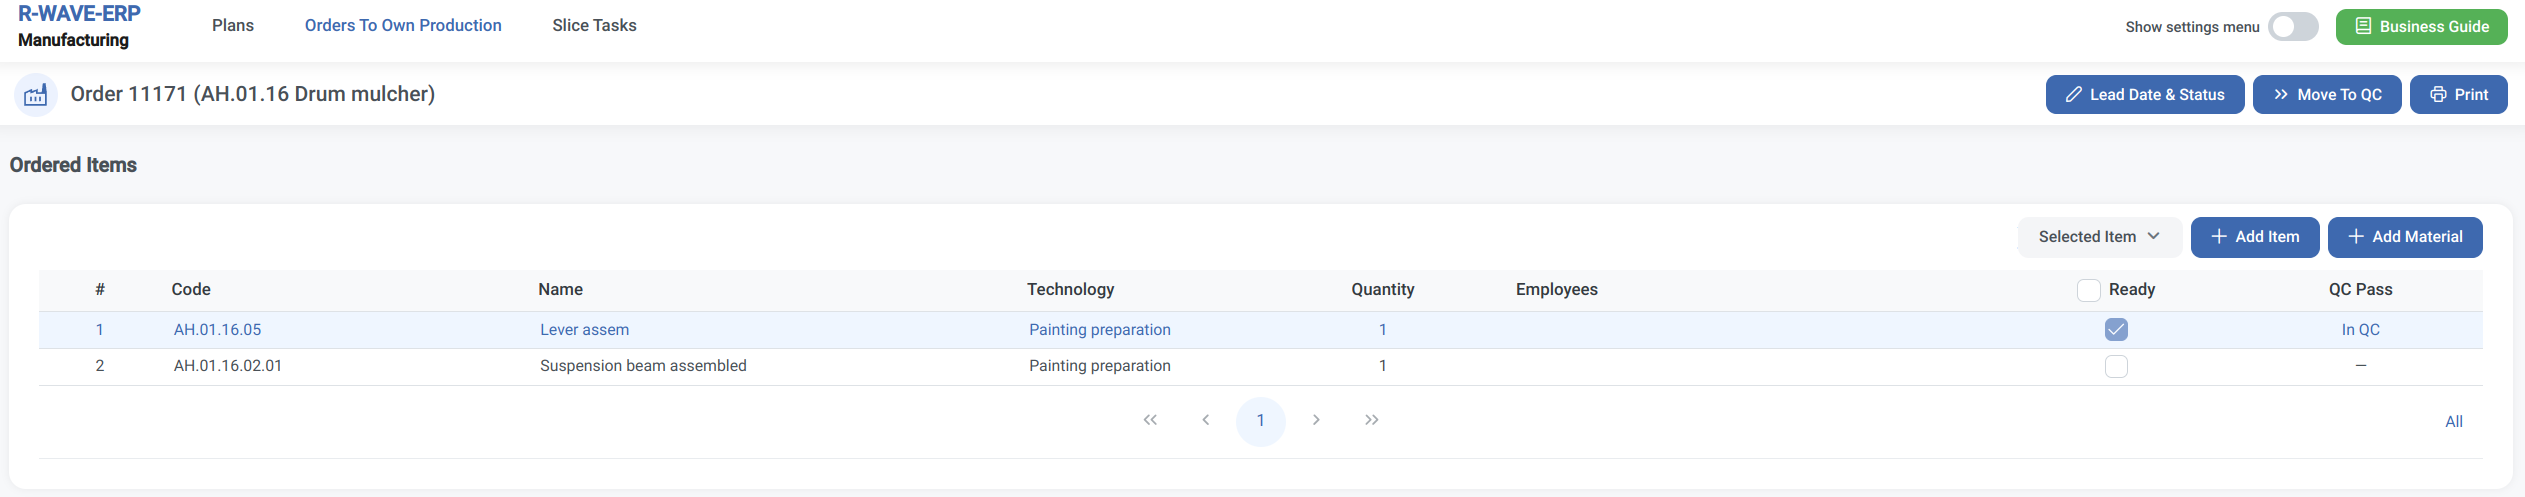 R-WAVE-ERP
Manufacturing
Plans
Orders To Own Production
Slice Tasks
Show settings menu
Business Guide
Order 11171 (AH.01.16 Drum mulcher)
Lead Date & Status
Move To QC
Print
Ordered Items
Selected Item
Add Item
Add Material
# Code Name Technology Quantity Employees Ready QC Pass
1 AH.01.16.05 Lever assem Painting preparation 1 In QC
2 AH.01.16.02.01 Suspension beam assembled Painting preparation 1 –
1
All